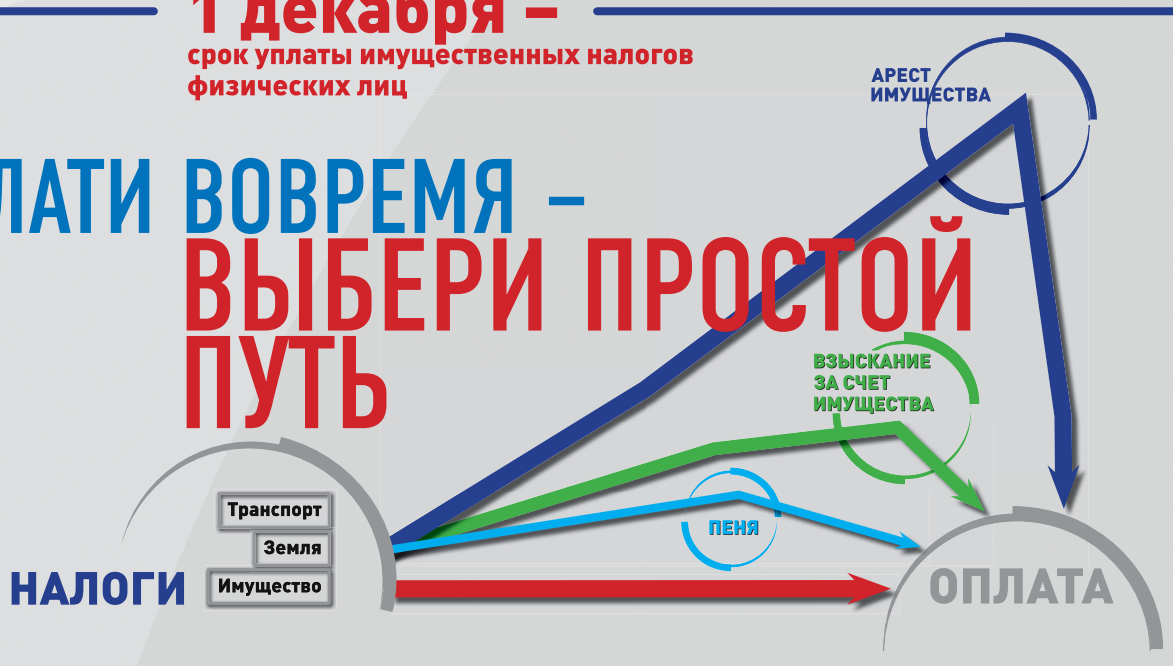 1 декабря –
срок уплаты имущественных налогов
физических лиц
АРЕСТ
ИМУЩЕСТВА
ЛАТИ ВОВРЕМЯ –
ВЫБЕРИ ПРОСТОЙ
ПУТЬ
ВЗЫСКАНИЕ
ЗА СЧЕТ
ИМУЩЕСТВА
Транспорт
Земля
Имущество
НАЛОГИ
ПЕНЯ
ОПЛАТА